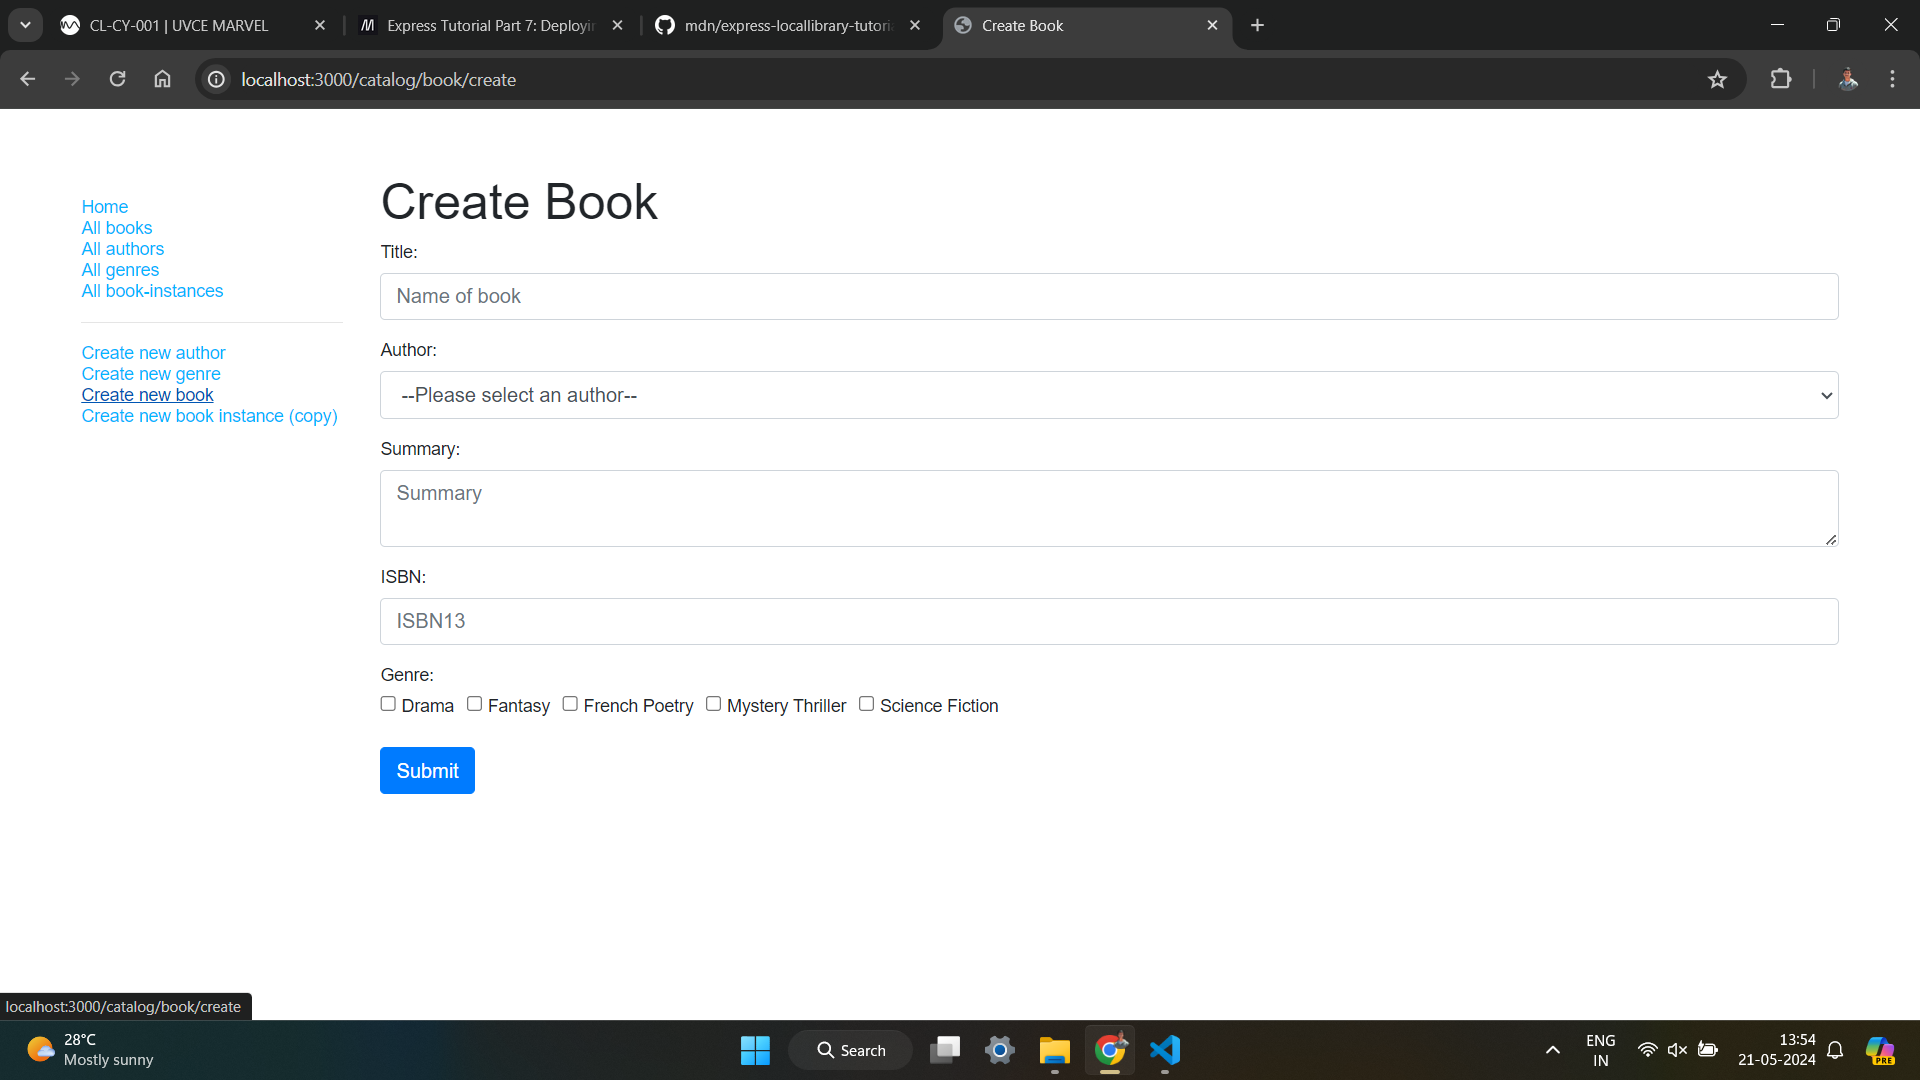 CL-CY-001 | UVCE MARVEL
Express Tutorial Part 7: Deployin
mdn/express-locallibrary-tutoria
Create Book
localhost:3000/catalog/book/create
Home
All books
All authors
All genres
All book-instances
Create new author
Create new genre
Create new book
Create new book instance (copy)
Create Book
Title:
Name of book
Author:
--Please select an author--
Summary:
Summary
ISBN:
ISBN13
Genre:
Drama Fantasy French Poetry Mystery Thriller Science Fiction
Submit
localhost:3000/catalog/book/create
28°C
Mostly sunny
Search
ENG
IN
13:54
21-05-2024
PRE